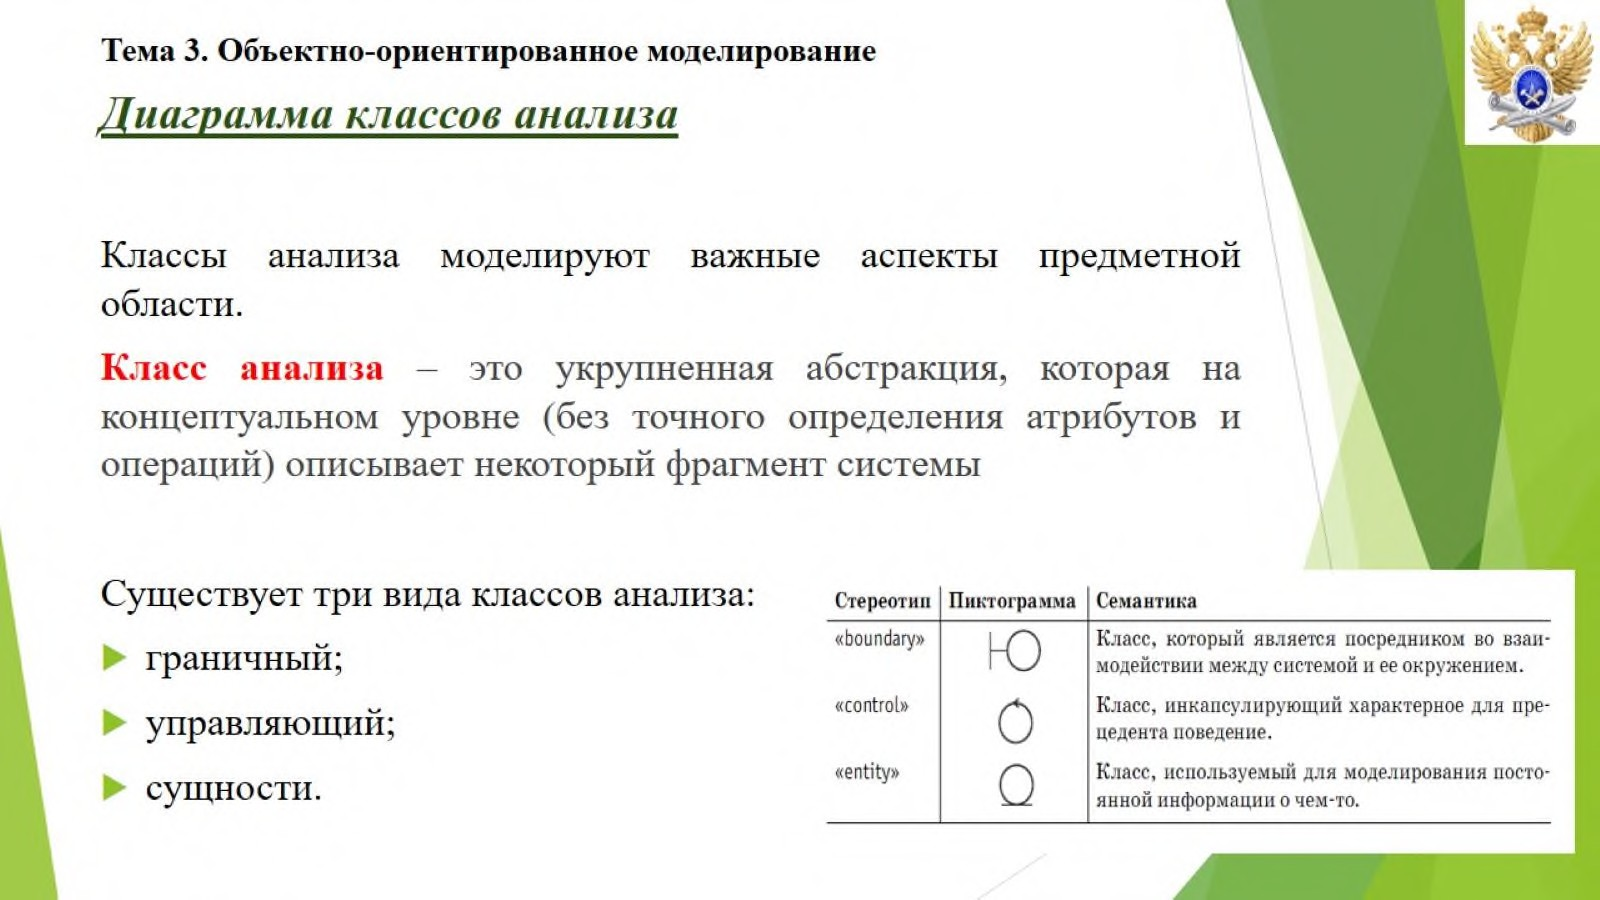 Тема 3. Объектно-ориентированное моделирование
Диаграмма классов анализа
Классы анализа моделируют важные аспекты предметной
области.
Класс анализа – это укрупненная абстракция, которая на
концептуальном уровне (без точного определения атрибутов и
операций) описывает некоторый фрагмент системы
Существует три вида классов анализа:
граничный;
управляющий;
сущности.
Стереотип Пиктограмма Семантика
«boundary» Класс, который является посредником во взаи-
модействии между системой и ее окружением.
«control» Класс, инкапсулирующий характерное для пре-
цедента поведение.
«entity» Класс, используемый для моделирования посто-
янной информации о чем-то.